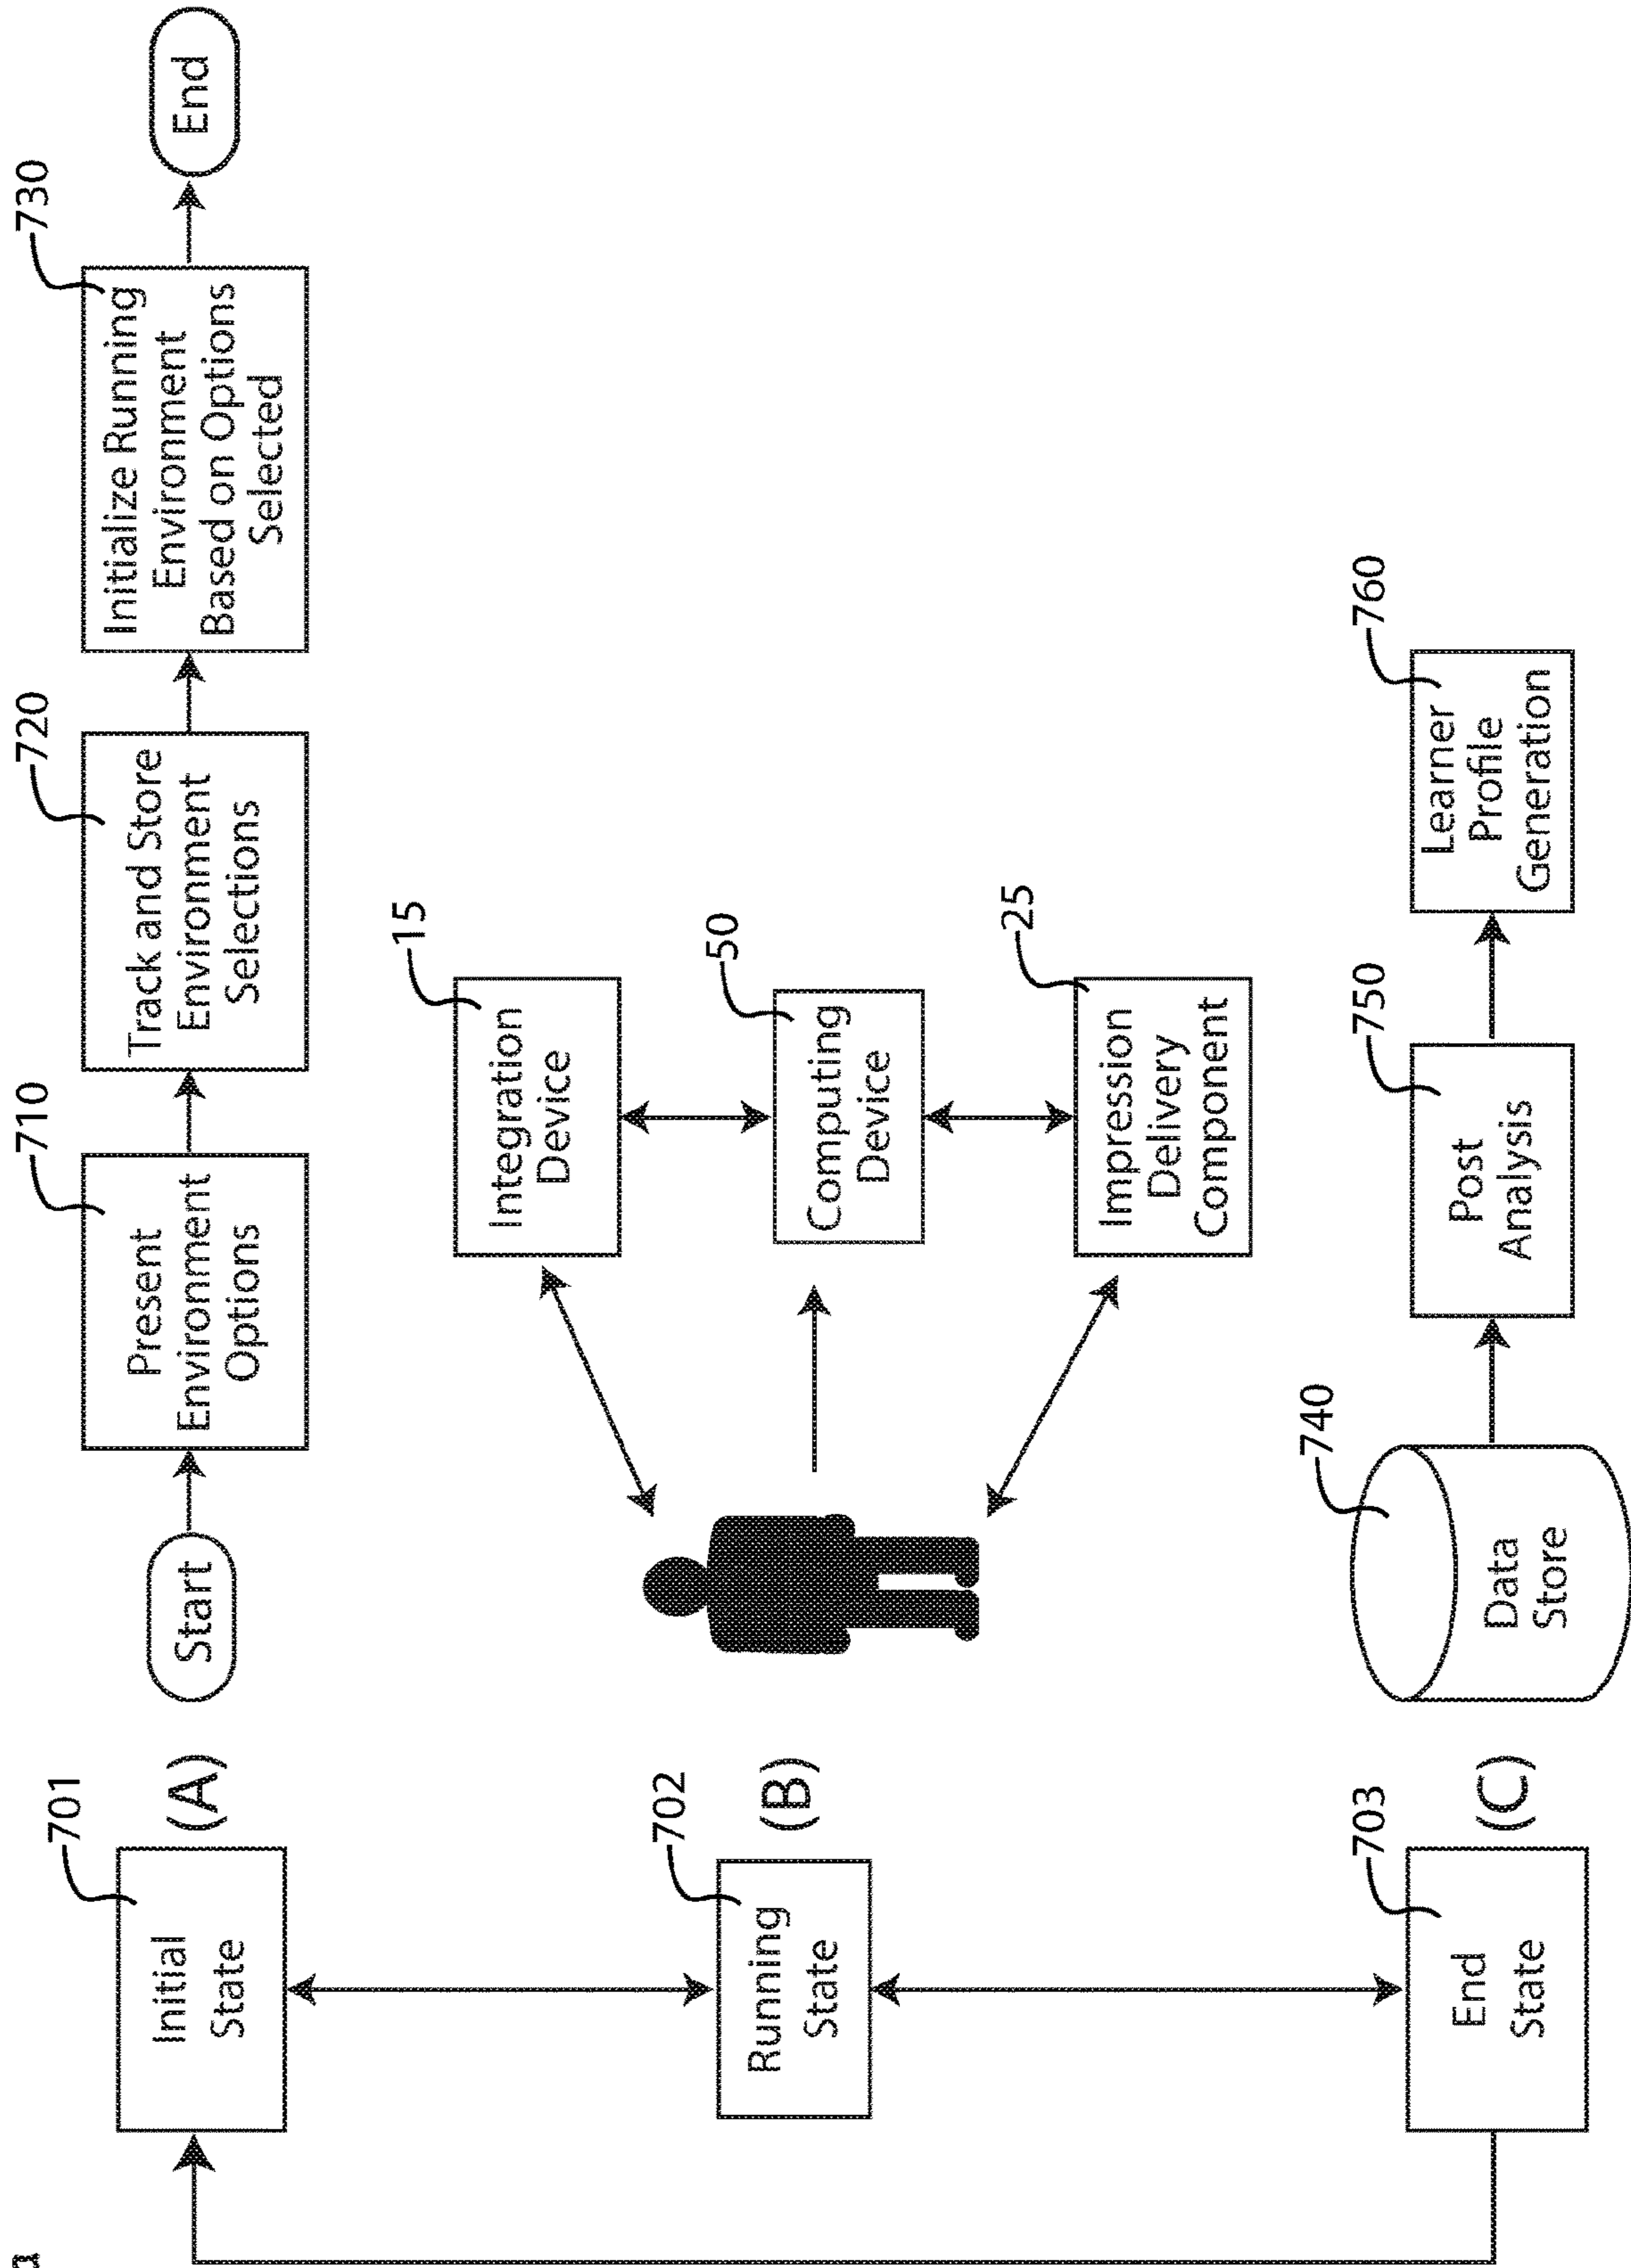 701
Initial
State
(A)
Start
710
Present
Environment
Options
720
Track and Store
Environment
Selections
730
Initialize Running
Environment
Based on Options
Selected
End
702
Running
State
(B)
15
Integration
Device
50
Computing
Device
25
Impression
Delivery
Component
703
End
State
(C)
740
Data
Store
750
Post
Analysis
760
Learner
Profile
Generation